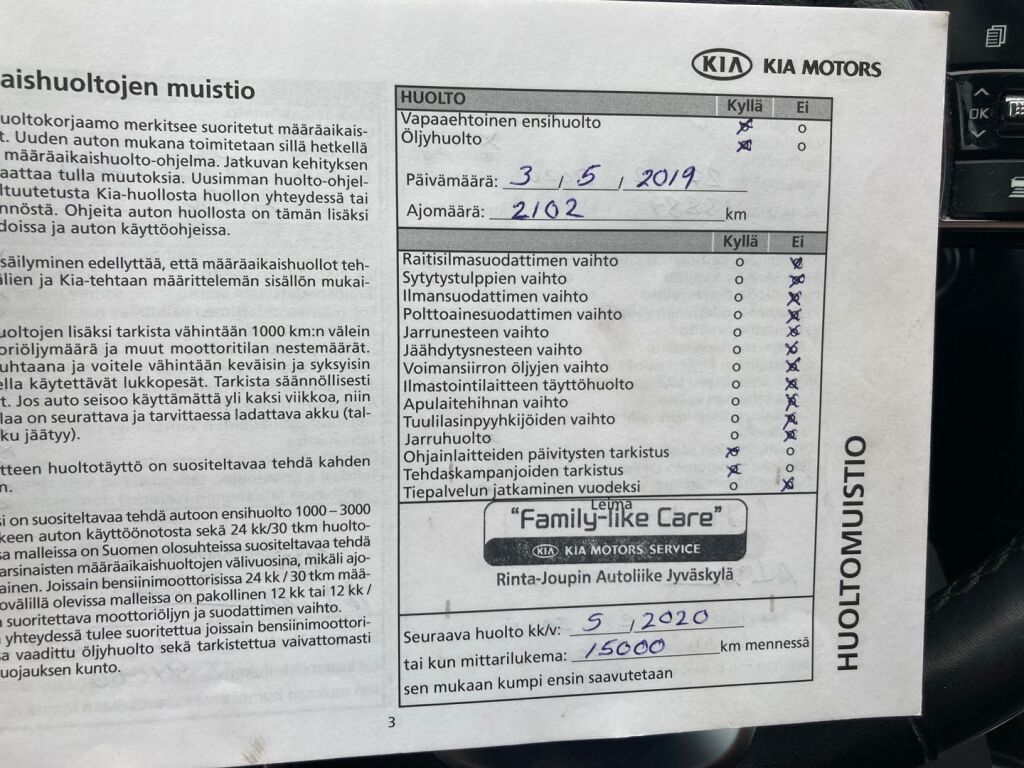 aishuoltojen muistio
uoltokorjaamo merkitsee suoritetut määräaikais-
t. Uuden auton mukana toimitetaan sillä hetkellä
määräaikaishuolto-ohjelma. Jatkuvan kehityksen
aattaa tulla muutoksia. Uusimman huolto-ohjel-
ltuutetusta Kia-huollosta huollon yhteydessä tai
nnöstä. Ohjeita auton huollosta on tämän lisäksi
doissa ja auton käyttöohjeissa.
säilyminen edellyttää, että määräaikaishuollot teh-
älien ja Kia-tehtaan määrittelemän sisällön mukai-
uoltojen lisäksi tarkista vähintään 1000 km:n välein
oriöljymäärä ja muut moottoritilan nestemäärät.
uhtaana ja voitele vähintään keväisin ja syksyisin
ella käytettävät lukkopesät. Tarkista säännöllisesti
t. Jos auto seisoo käyttämättä yli kaksi viikkoa, niin
laa on seurattava ja tarvittaessa ladattava akku (tal-
ku jäätyy).
tteen huoltotäyttö on suositeltavaa tehdä kahden
n.
si on suositeltavaa tehdä autoon ensihuolto 1000–3000
keen auton käyttöönotosta sekä 24 kk/30 tkm huolto-
sa malleissa on Suomen olosuhteissa suositeltavaa tehdä
arsinaisten määräaikaishuoltojen välivuosina, mikäli ajo-
ainen. Joissain bensiinimoottorisissa 24 kk / 30 tkm mää-
ovälillä olevissa malleissa on pakollinen 12 kk tai 12 kk /
suoritettava moottoriöljyn ja suodattimen vaihto.
yhteydessä tulee suoritettua joissain bensiinimoottori-
sa vaadittu öljyhuolto sekä tarkistettua vaivattomasti
uojauksen kunto.
3
KIA KIA MOTORS
HUOLTO Kyllä Ei
Vapaaehtoinen ensihuolto x o
Öljyhuolto x o
Päivämäärä: 3 / 5 / 2019
Ajomäärä: 2102 km
Kyllä Ei
Raitisilmasuodattimen vaihto o x
Sytytystulppien vaihto o x
Ilmansuodattimen vaihto o x
Polttoainesuodattimen vaihto o x
Jarrunesteen vaihto o x
Jäähdytysnesteen vaihto o x
Voimansiirron öljyjen vaihto o x
Ilmastointilaitteen täyttöhuolto o x
Apulaitehihnan vaihto o x
Tuulilasinpyyhkijöiden vaihto o x
Jarruhuolto o x
Ohjainlaitteiden päivitysten tarkistus x o
Tehdaskampanjoiden tarkistus x o
Tiepalvelun jatkaminen vuodeksi o x
Leima
"Family-like Care"
KIA KIA MOTORS SERVICE
Rinta-Joupin Autoliike Jyväskylä
Seuraava huolto kk/v: 5 / 2020
tai kun mittarilukema: 15000 km mennessä
sen mukaan kumpi ensin saavutetaan
HUOLTOMUISTIO
OK